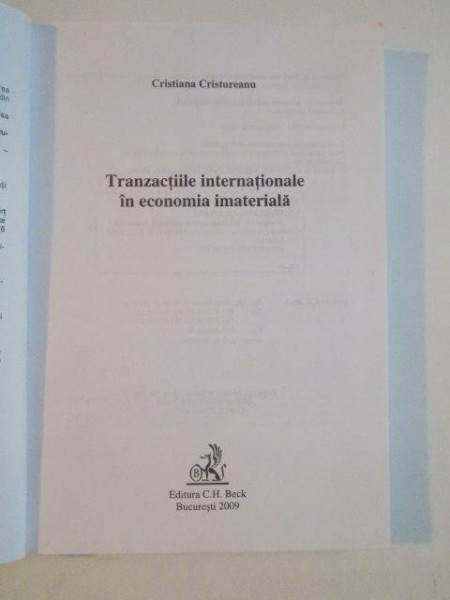 Cristiana Cristureanu
Tranzacțiile internaționale
în economia imaterială
Editura C.H. Beck
București 2009